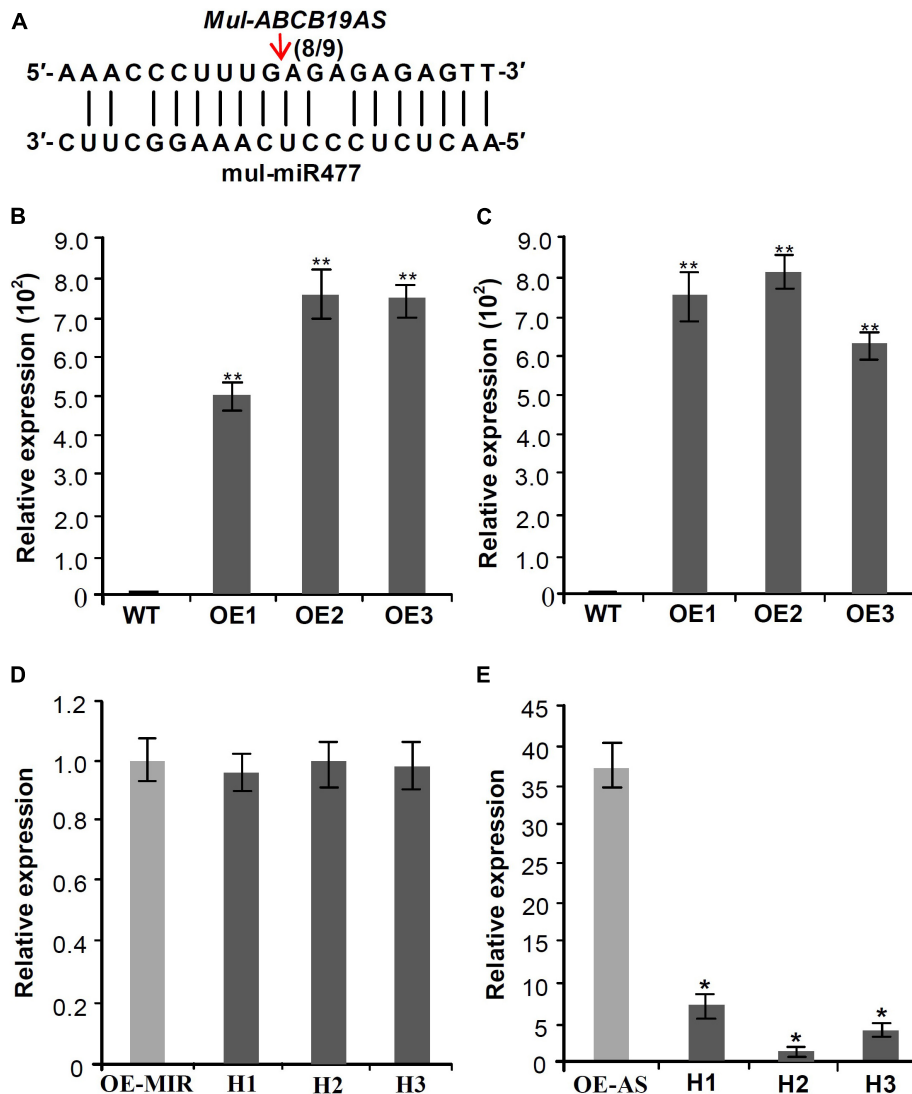 A
Mul-ABCB19AS
(8/9)
5′- A A A C C C U U U G A G A G A G A G T T -3′
3′- C U U C G G A A A C U C C C U C U C A A -5′
mul-miR477
B
Relative expression (10²)
9.0
8.0
7.0
6.0
5.0
4.0
3.0
2.0
1.0
0
**
**
**
WT OE1 OE2 OE3
C
Relative expression (10²)
9.0
8.0
7.0
6.0
5.0
4.0
3.0
2.0
1.0
0
**
**
**
WT OE1 OE2 OE3
D
Relative expression
1.2
1.0
0.8
0.6
0.4
0.2
0
OE-MIR H1 H2 H3
E
Relative expression
45
40
35
30
25
20
15
10
5
0
*
*
*
OE-AS H1 H2 H3